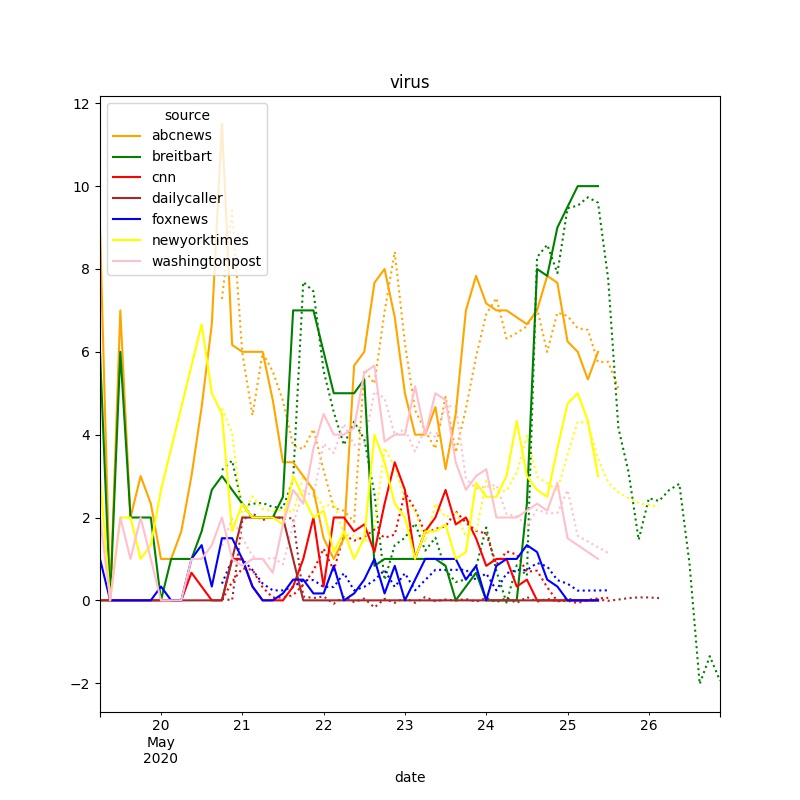 virus
12
10
8
6
4
2
0
−2
source
abcnews
breitbart
cnn
dailycaller
foxnews
newyorktimes
washingtonpost
20 21 22 23 24 25 26
May
2020
date